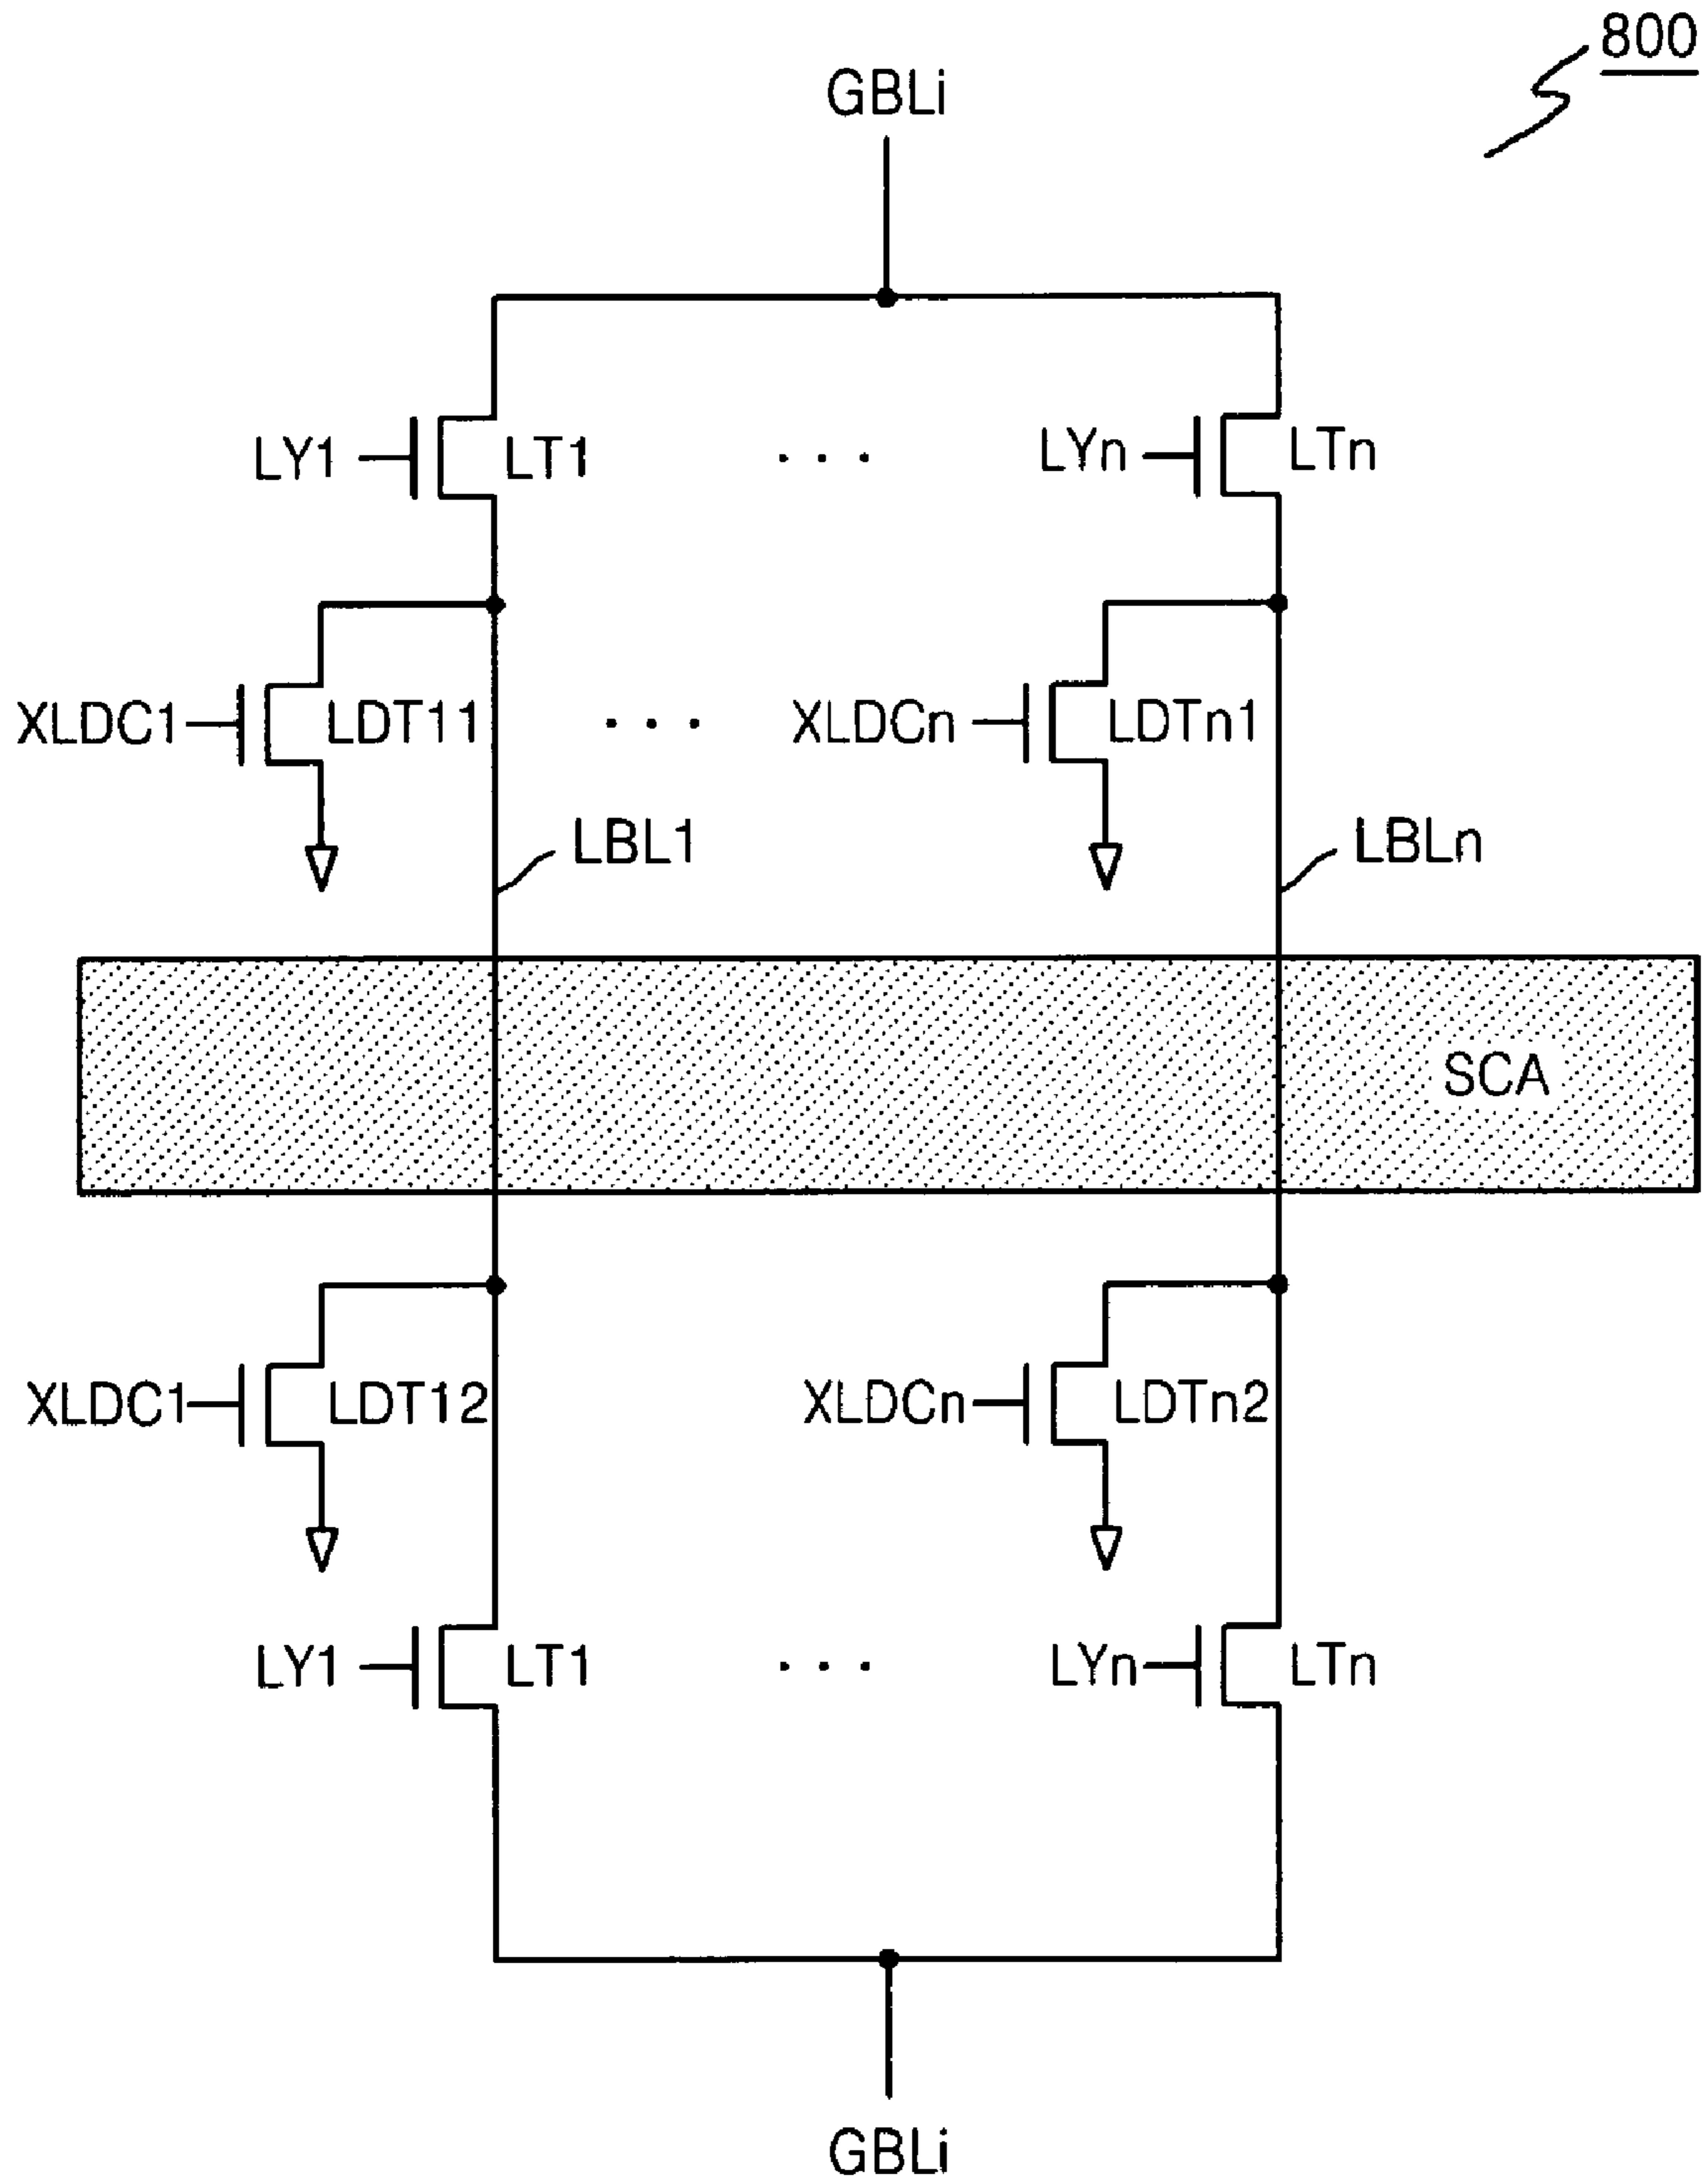 800
GBLi
LY1 LT1 . . . LYn LTn
XLDC1 LDT11 . . . XLDCn LDTn1
LBL1 LBLn
SCA
XLDC1 LDT12 XLDCn LDTn2
LY1 LT1 . . . LYn LTn
GBLi